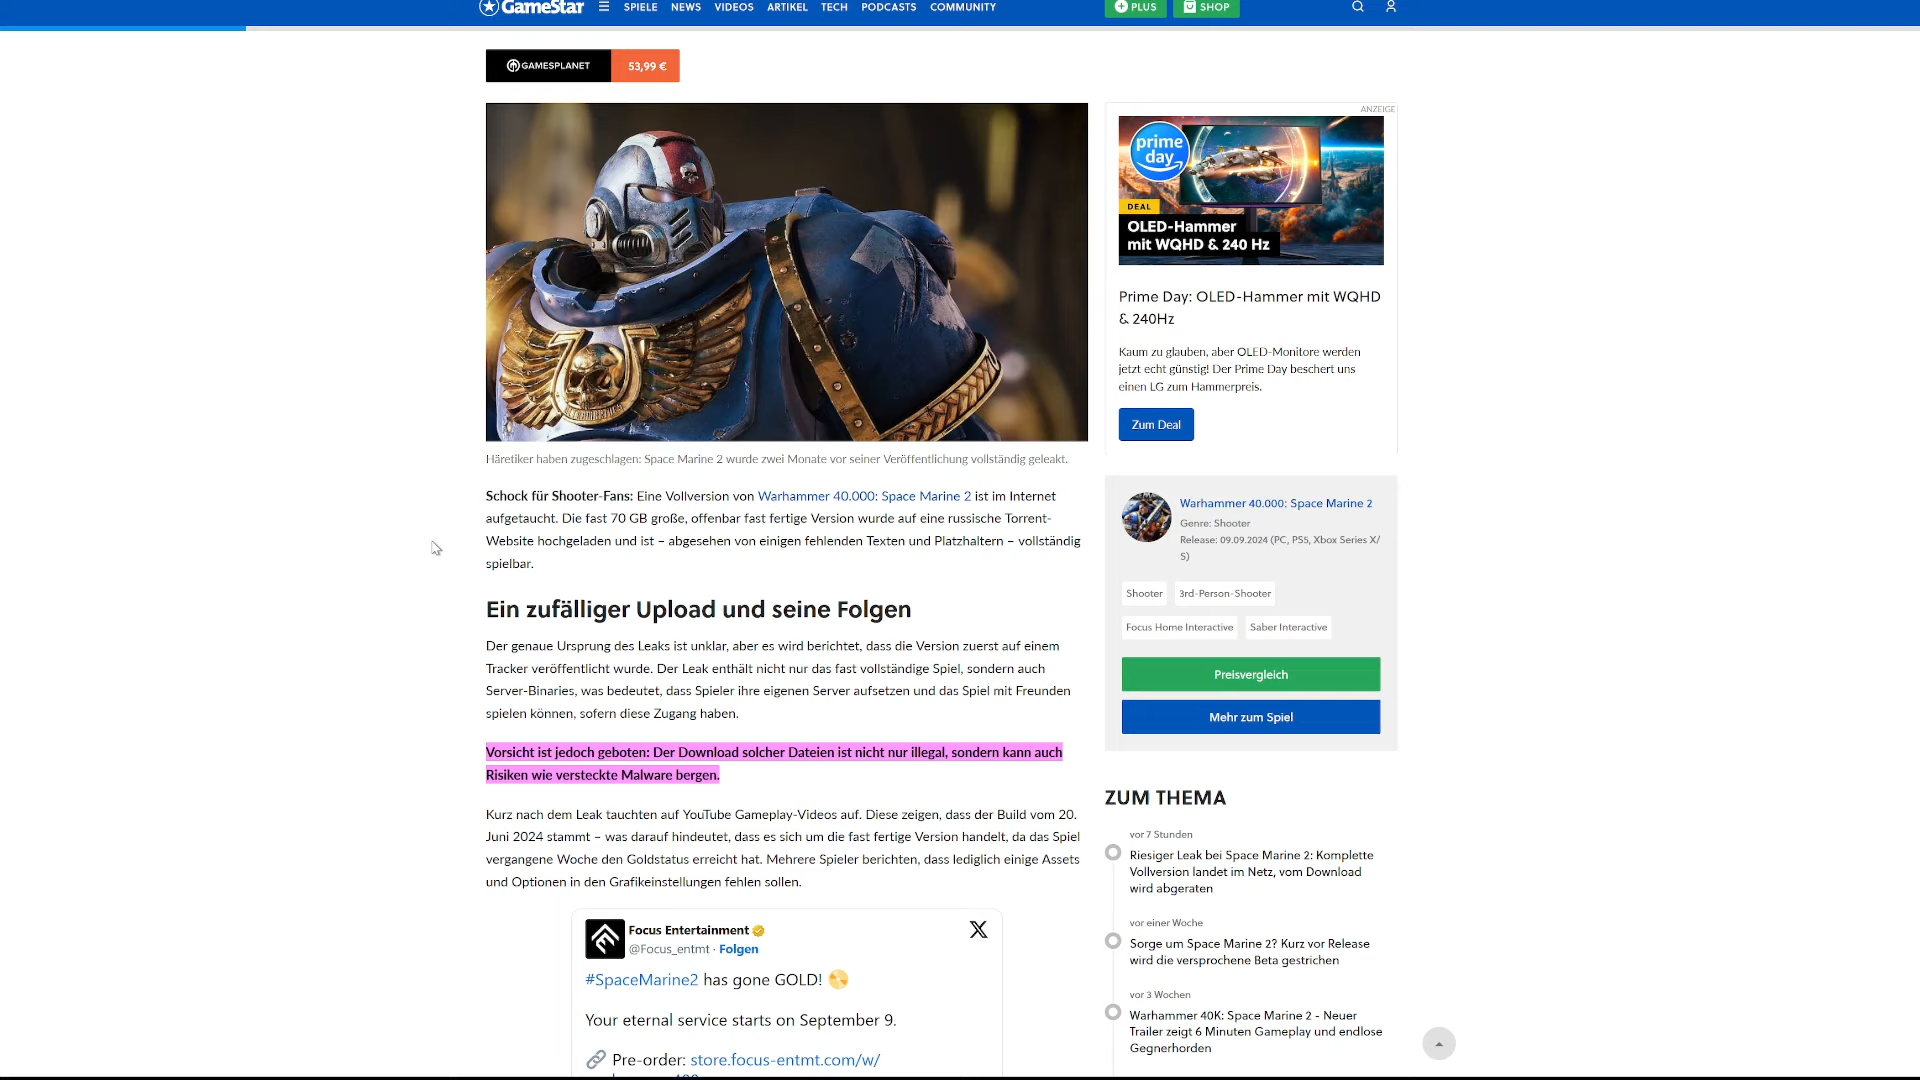 GameStar
SPIELE NEWS VIDEOS ARTIKEL TECH PODCASTS COMMUNITY
PLUS SHOP
GAMESPLANET 53,99 €
Häretiker haben zugeschlagen: Space Marine 2 wurde zwei Monate vor seiner Veröffentlichung vollständig geleakt.
Schock für Shooter-Fans: Eine Vollversion von Warhammer 40.000: Space Marine 2 ist im Internet
aufgetaucht. Die fast 70 GB große, offenbar fast fertige Version wurde auf eine russische Torrent-
Website hochgeladen und ist – abgesehen von einigen fehlenden Texten und Platzhaltern – vollständig
spielbar.
Ein zufälliger Upload und seine Folgen
Der genaue Ursprung des Leaks ist unklar, aber es wird berichtet, dass die Version zuerst auf einem
Tracker veröffentlicht wurde. Der Leak enthält nicht nur das fast vollständige Spiel, sondern auch
Server-Binaries, was bedeutet, dass Spieler ihre eigenen Server aufsetzen und das Spiel mit Freunden
spielen können, sofern diese Zugang haben.
Vorsicht ist jedoch geboten: Der Download solcher Dateien ist nicht nur illegal, sondern kann auch
Risiken wie versteckte Malware bergen.
Kurz nach dem Leak tauchten auf YouTube Gameplay-Videos auf. Diese zeigen, dass der Build vom 20.
Juni 2024 stammt – was darauf hindeutet, dass es sich um die fast fertige Version handelt, da das Spiel
vergangene Woche den Goldstatus erreicht hat. Mehrere Spieler berichten, dass lediglich einige Assets
und Optionen in den Grafikeinstellungen fehlen sollen.
Focus Entertainment
@Focus_entmt · Folgen
X
#SpaceMarine2 has gone GOLD! 📀
Your eternal service starts on September 9.
🔗 Pre-order: store.focus-entmt.com/w/
ANZEIGE
prime
day
DEAL
OLED-Hammer
mit WQHD & 240 Hz
Prime Day: OLED-Hammer mit WQHD
& 240Hz
Kaum zu glauben, aber OLED-Monitore werden
jetzt echt günstig! Der Prime Day beschert uns
einen LG zum Hammerpreis.
Zum Deal
Warhammer 40.000: Space Marine 2
Genre: Shooter
Release: 09.09.2024 (PC, PS5, Xbox Series X/
S)
Shooter 3rd-Person-Shooter
Focus Home Interactive Saber Interactive
Preisvergleich
Mehr zum Spiel
ZUM THEMA
vor 7 Stunden
Riesiger Leak bei Space Marine 2: Komplette
Vollversion landet im Netz, vom Download
wird abgeraten
vor einer Woche
Sorge um Space Marine 2? Kurz vor Release
wird die versprochene Beta gestrichen
vor 3 Wochen
Warhammer 40K: Space Marine 2 - Neuer
Trailer zeigt 6 Minuten Gameplay und endlose
Gegnerhorden